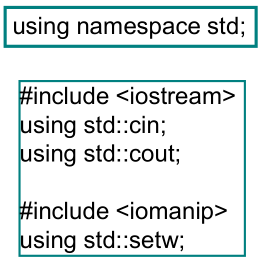 using namespace std;
#include <iostream>
using std::cin;
using std::cout;
#include <iomanip>
using std::setw;